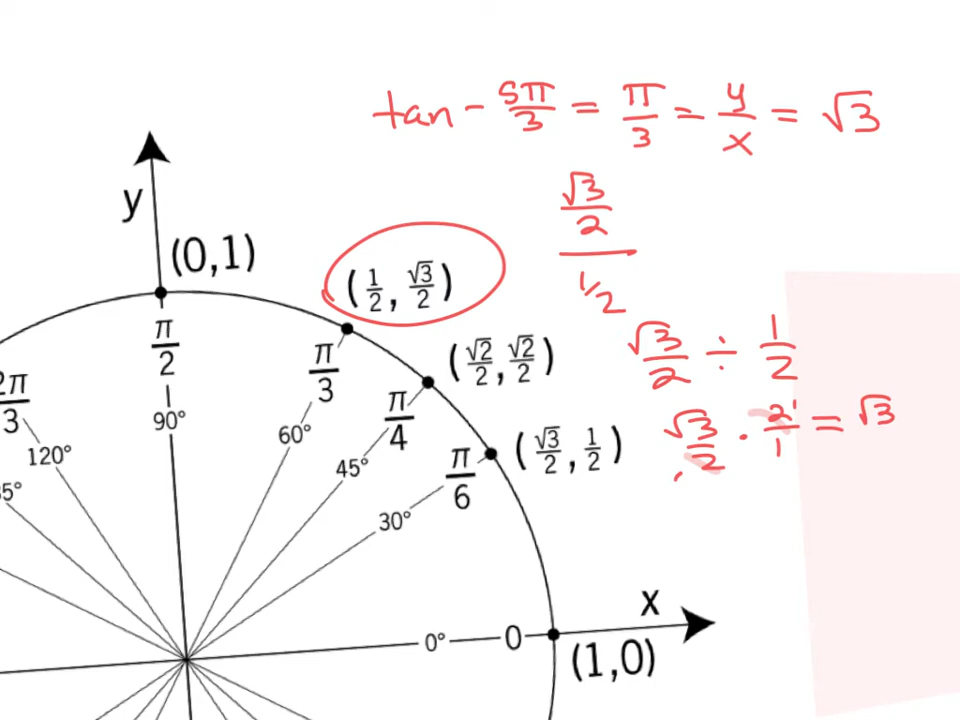 tan - 5π/3 = π/3 = y/x = √3
y
(0,1)
(1/2, √3/2)
√3/2
1/2
√3/2 ÷ 1/2
π/2
π/3
(√2/2, √2/2)
2π/3
π/4
√3/2 · 2/1 = √3
90°
60°
(√3/2, 1/2)
120°
45°
π/6
5°
30°
x
0°
0
(1,0)